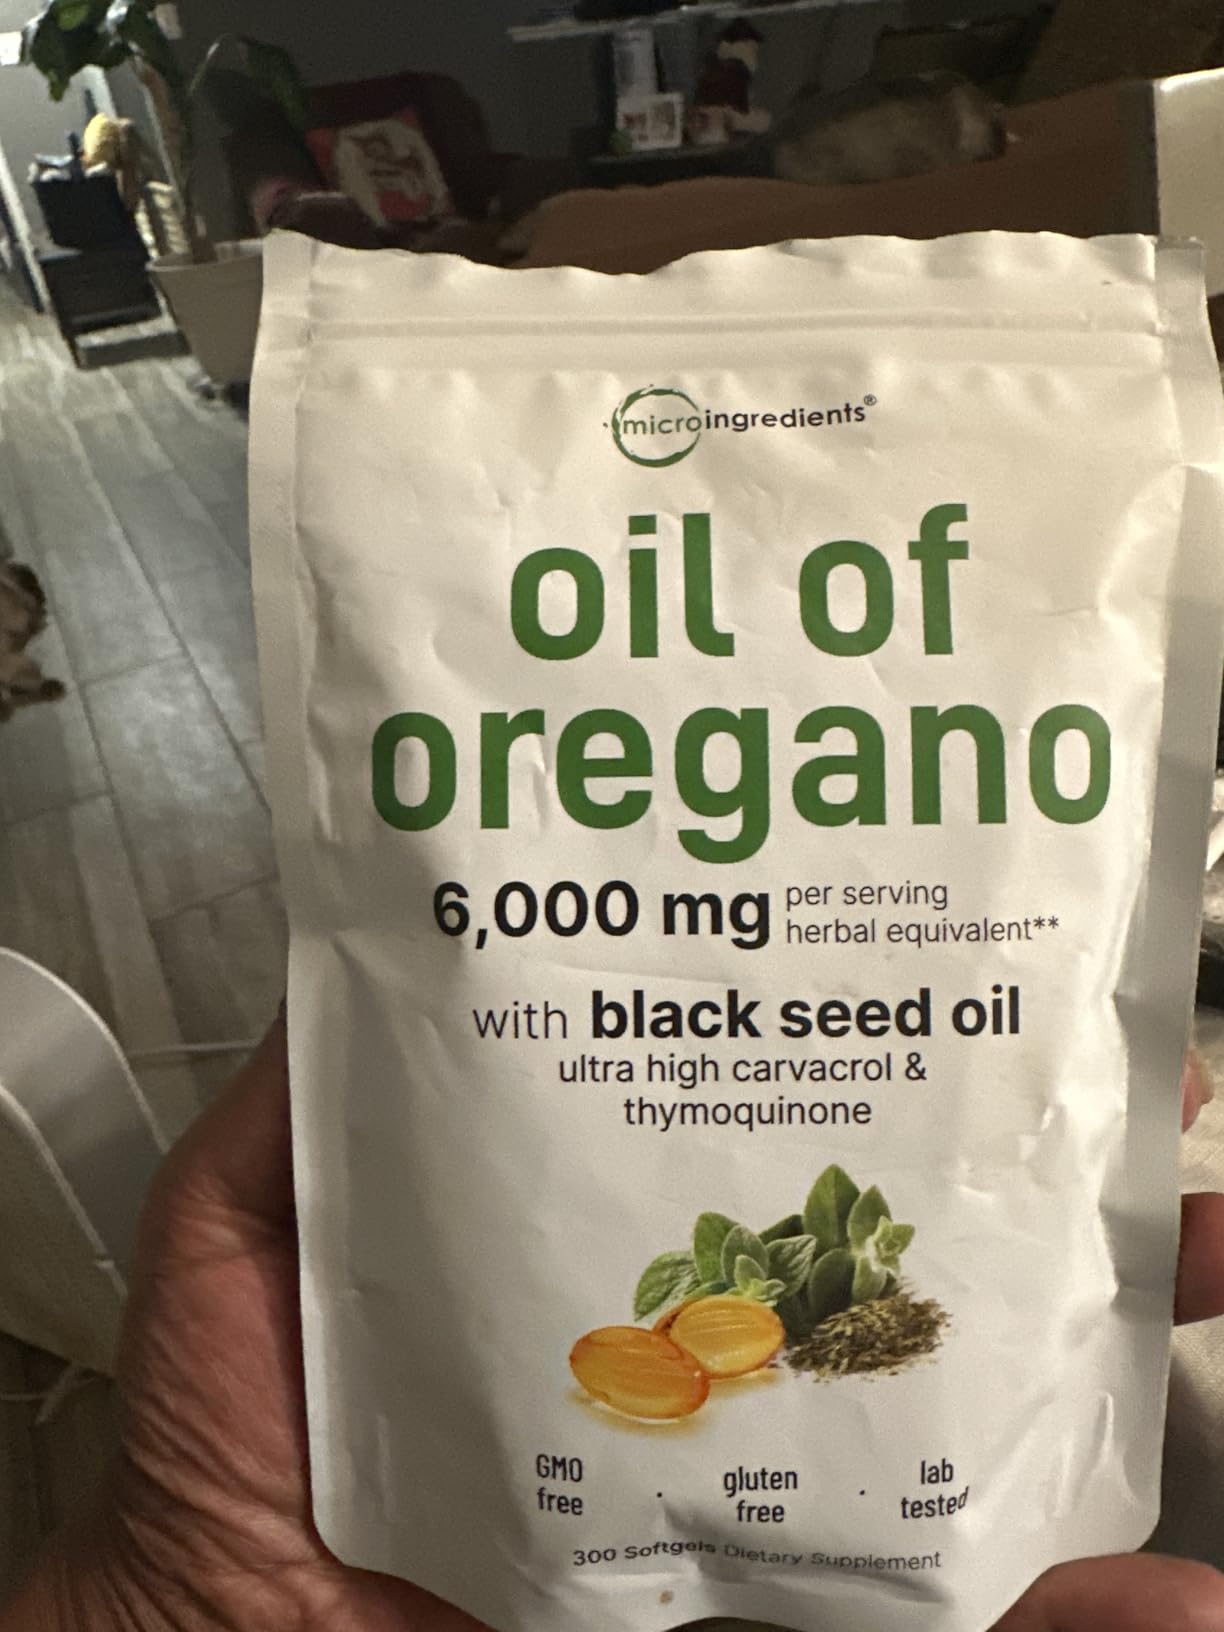 microingredients®
oil of
oregano
6,000 mg per serving
herbal equivalent**
with black seed oil
ultra high carvacrol &
thymoquinone
GMO free · gluten free · lab tested
300 Softgels Dietary Supplement